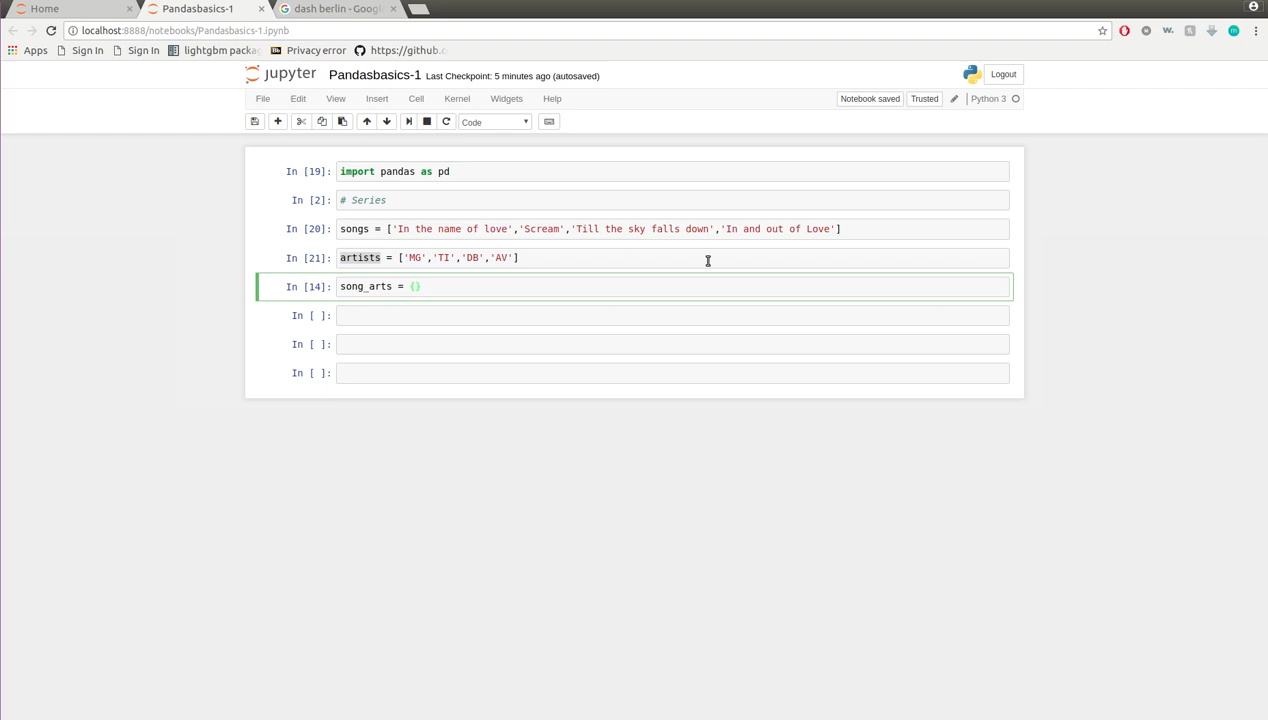 Home
Pandasbasics-1
dash berlin - Googl
localhost:8888/notebooks/Pandasbasics-1.ipynb
Apps Sign In Sign In lightgbm packa Privacy error https://github.c
jupyter Pandasbasics-1 Last Checkpoint: 5 minutes ago (autosaved) Logout
File Edit View Insert Cell Kernel Widgets Help Notebook saved Trusted Python 3
Code
In [19]: import pandas as pd
In [2]: # Series
In [20]: songs = ['In the name of love','Scream','Till the sky falls down','In and out of Love']
In [21]: artists = ['MG','TI','DB','AV']
In [14]: song_arts = {}
In [ ]:
In [ ]:
In [ ]: